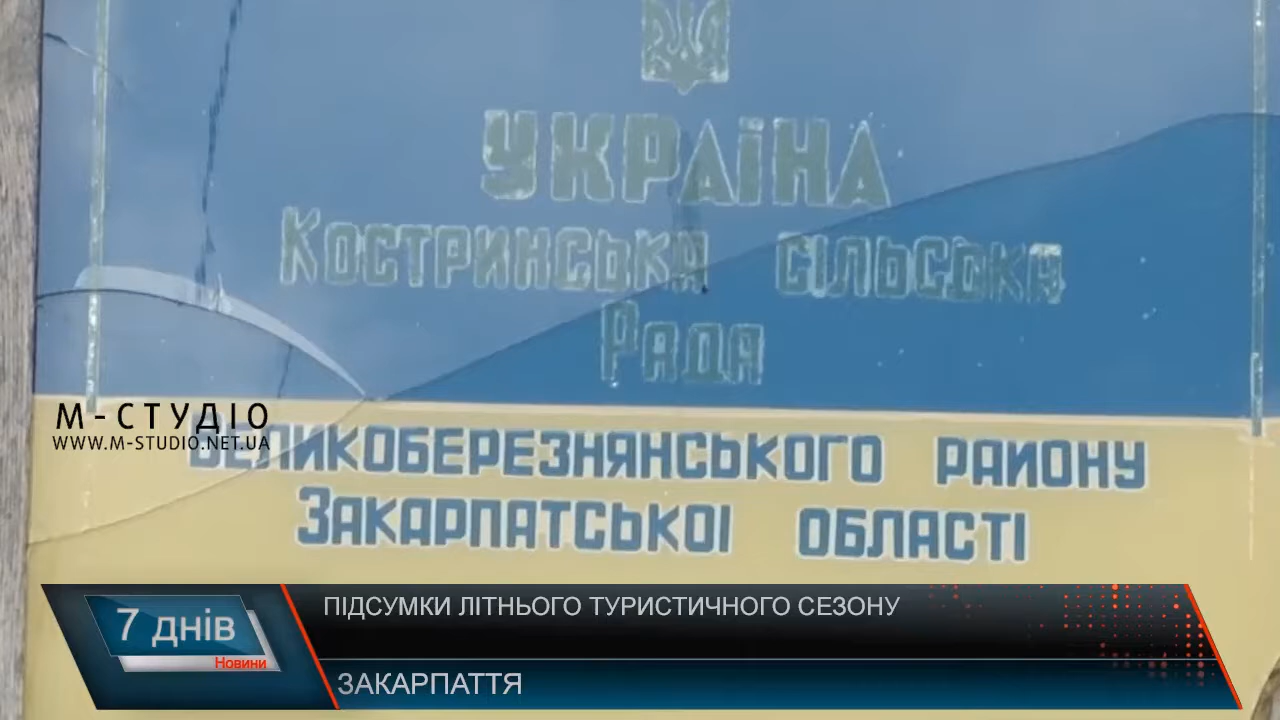 УКРАЇНА
Костринська сільська
Рада
Великоберезнянського району
Закарпатської області
М-СТУДІО
WWW.M-STUDIO.NET.UA
7 днів
Новини
ПІДСУМКИ ЛІТНЬОГО ТУРИСТИЧНОГО СЕЗОНУ
ЗАКАРПАТТЯ